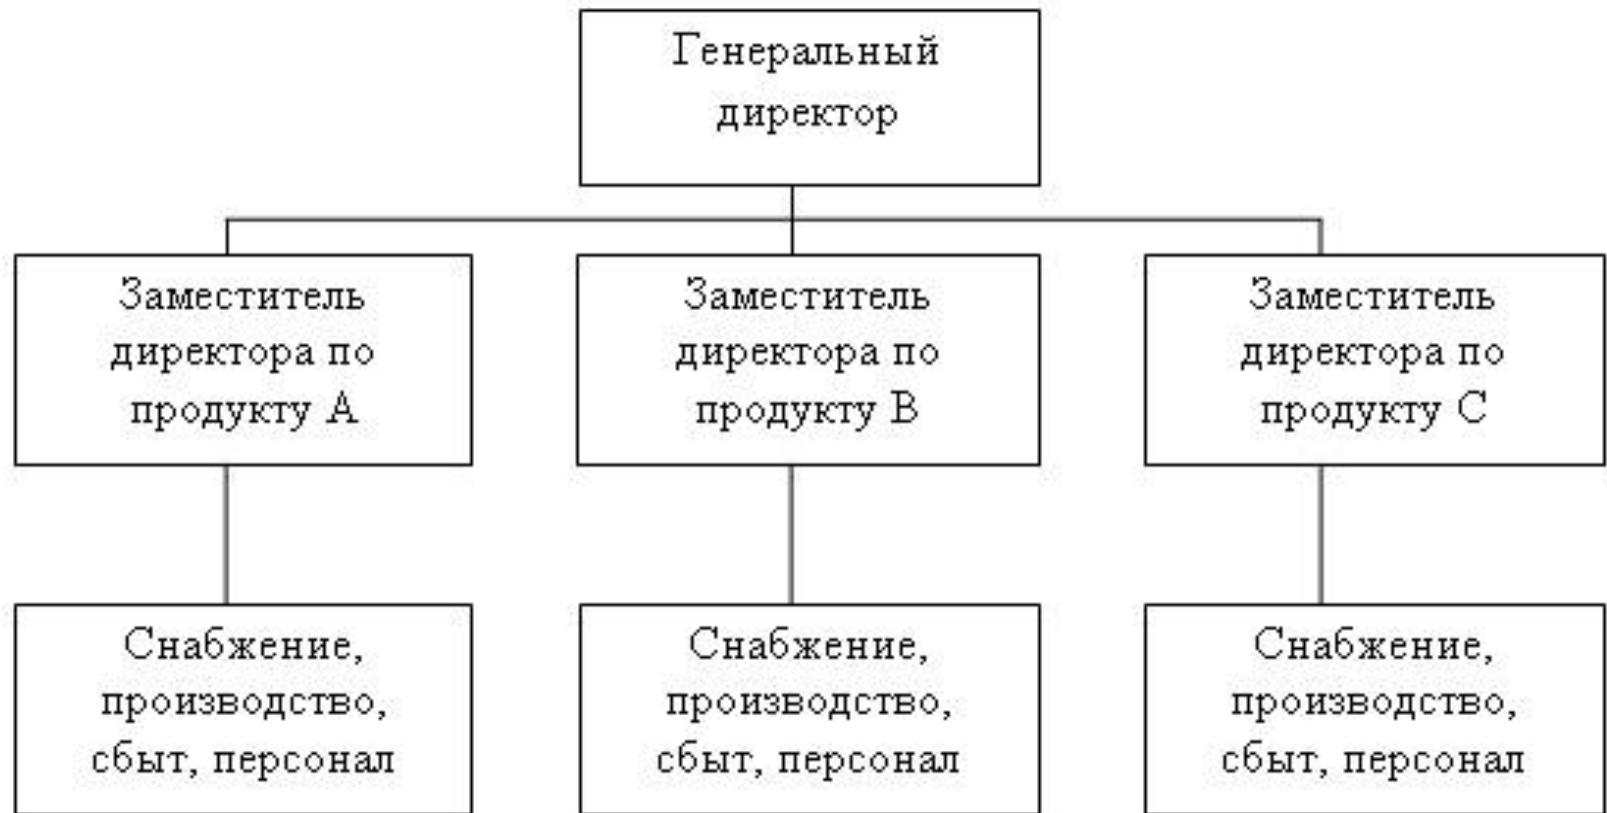 Генеральный
директор
Заместитель
директора по
продукту А
Заместитель
директора по
продукту В
Заместитель
директора по
продукту С
Снабжение,
производство,
сбыт, персонал
Снабжение,
производство,
сбыт, персонал
Снабжение,
производство,
сбыт, персонал